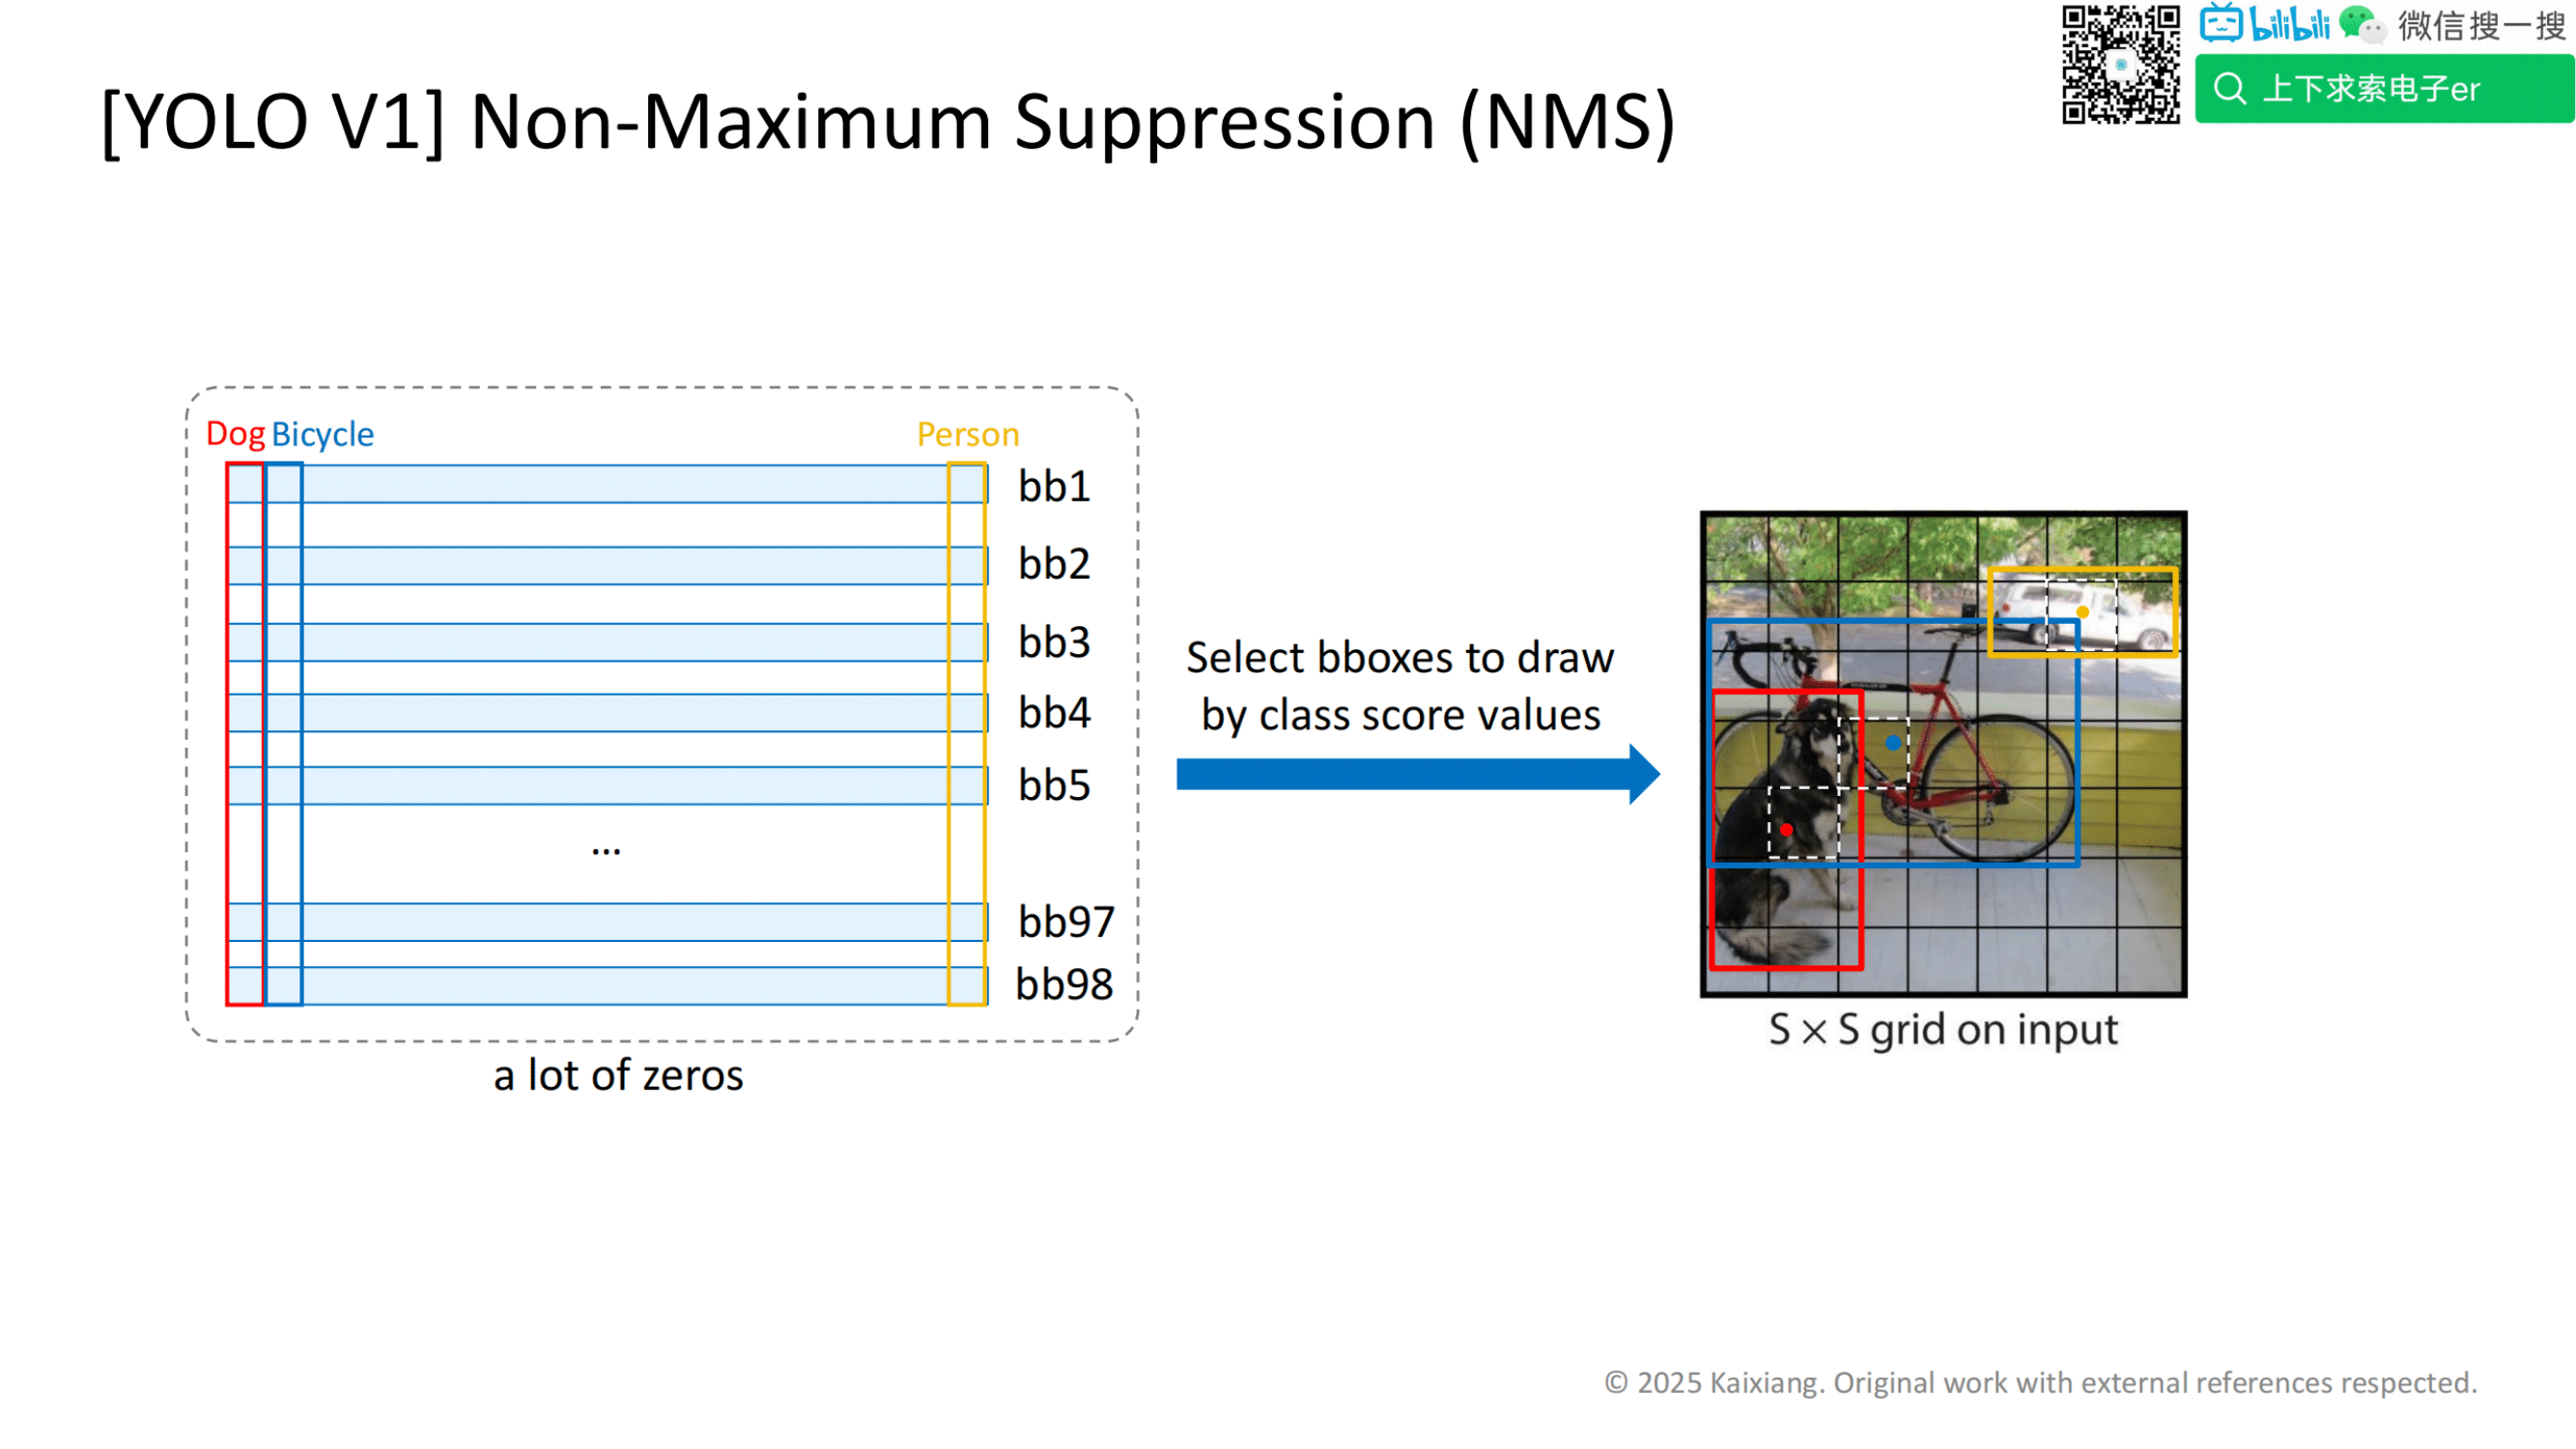 bilibili 微信搜一搜
上下求索电子er
[YOLO V1] Non-Maximum Suppression (NMS)
Dog Bicycle Person
bb1
bb2
bb3
bb4
bb5
...
bb97
bb98
a lot of zeros
Select bboxes to draw
by class score values
S × S grid on input
© 2025 Kaixiang. Original work with external references respected.